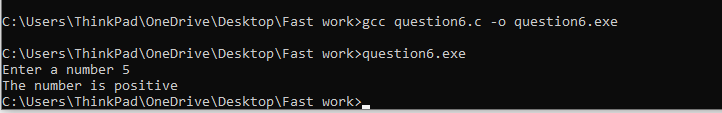 C:\Users\ThinkPad\OneDrive\Desktop\Fast work>gcc question6.c -o question6.exe
C:\Users\ThinkPad\OneDrive\Desktop\Fast work>question6.exe
Enter a number 5
The number is positive
C:\Users\ThinkPad\OneDrive\Desktop\Fast work>